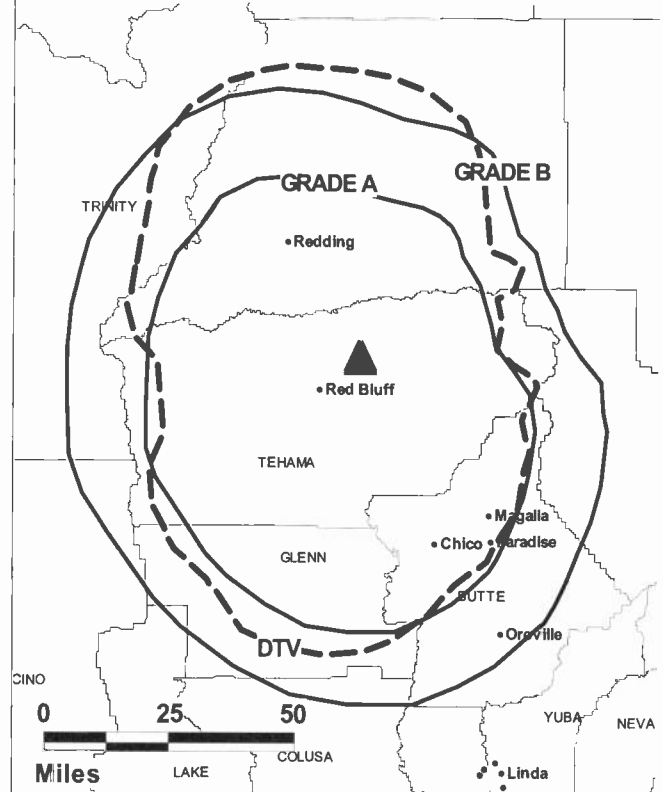 GRADE B
GRADE A
TRINITY
Redding
Red Bluff
TEHAMA
Magalia
Chico
Paradise
GLENN
BUTTE
Oroville
DTV
CINO
0 25 50
YUBA
NEVA
COLUSA
Miles
LAKE
Linda